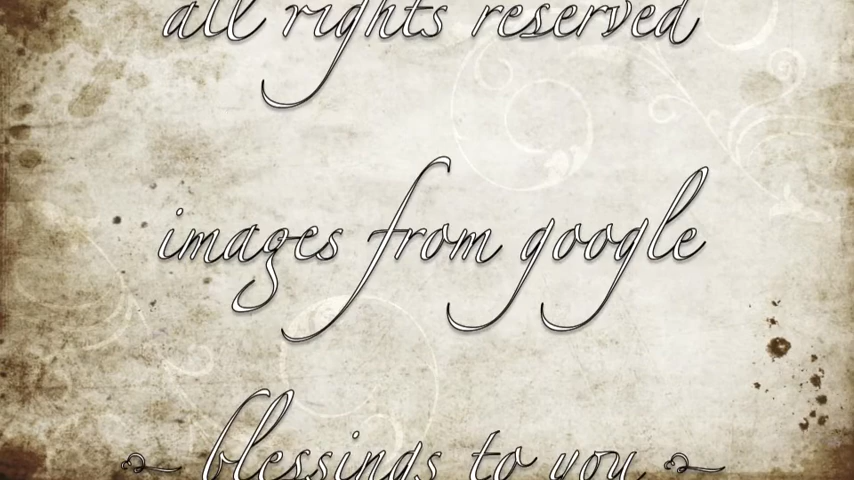 all rights reserved
images from google
blessings to you